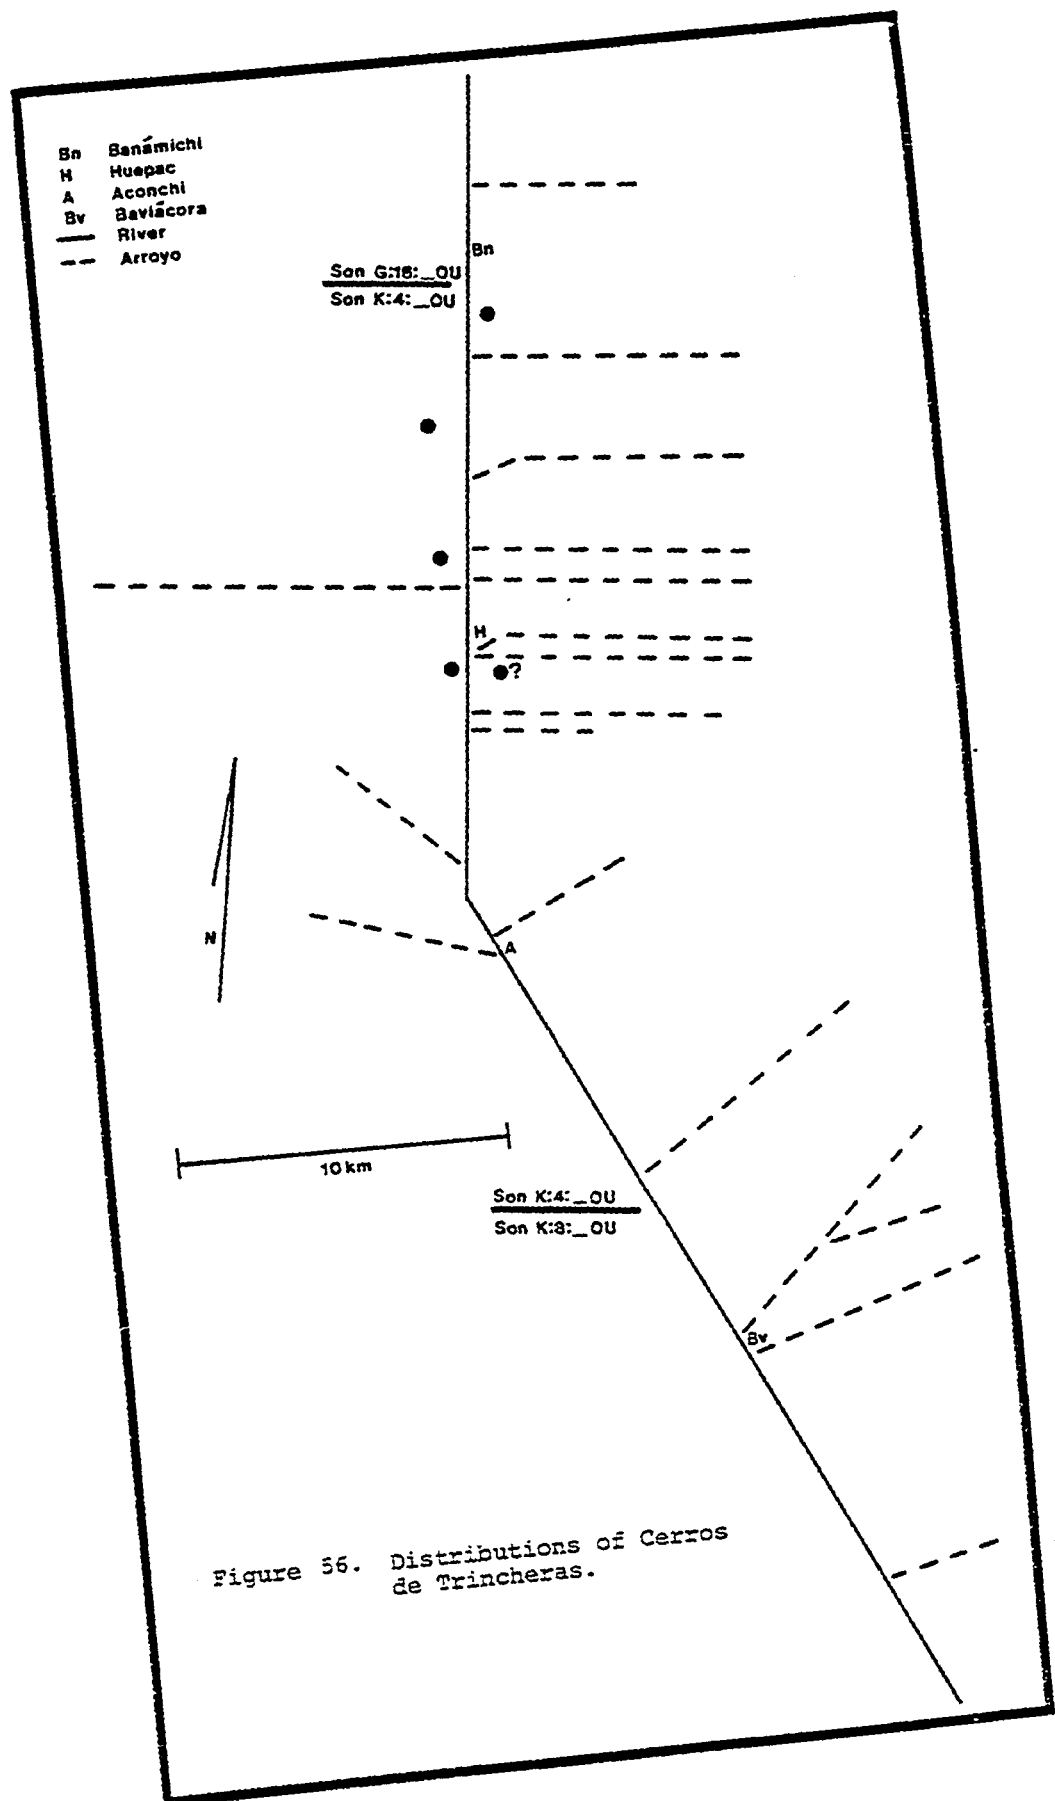 Bn Banámichi
H Huepac
A Aconchi
Bv Baviácora
River
Arroyo
Bn
Son G:16:_OU
Son K:4:_OU
H
?
N
A
10 km
Son K:4:_OU
Son K:8:_OU
Bv
Figure 56. Distributions of Cerros
de Trincheras.